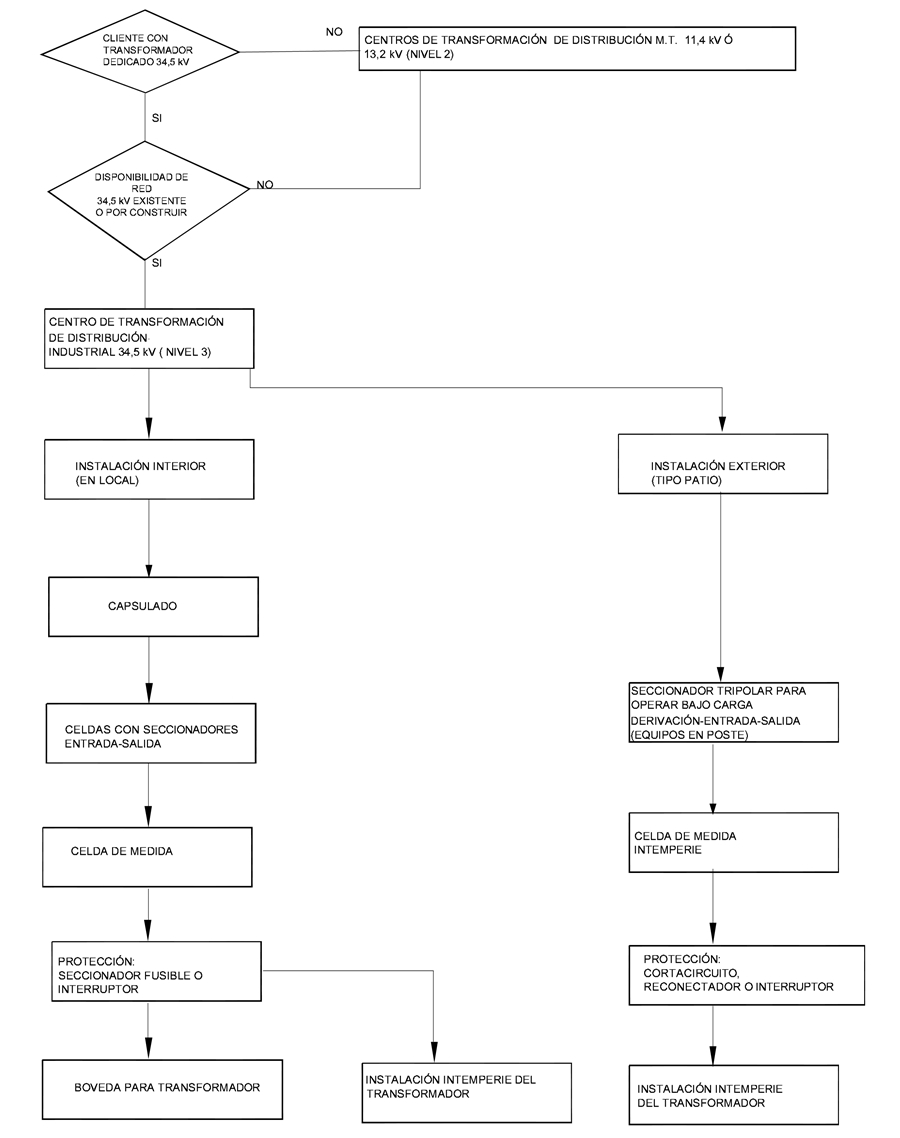 CLIENTE CON
TRANSFORMADOR
DEDICADO 34,5 kV
NO
CENTROS DE TRANSFORMACIÓN DE DISTRIBUCIÓN M.T. 11,4 kV Ó
13,2 kV (NIVEL 2)
SI
DISPONIBILIDAD DE
RED
34,5 kV EXISTENTE
O POR CONSTRUIR
NO
SI
CENTRO DE TRANSFORMACIÓN
DE DISTRIBUCIÓN
INDUSTRIAL 34,5 kV ( NIVEL 3)
INSTALACIÓN INTERIOR
(EN LOCAL)
INSTALACIÓN EXTERIOR
(TIPO PATIO)
CAPSULADO
CELDAS CON SECCIONADORES
ENTRADA-SALIDA
SECCIONADOR TRIPOLAR PARA
OPERAR BAJO CARGA
DERIVACIÓN-ENTRADA-SALIDA
(EQUIPOS EN POSTE)
CELDA DE MEDIDA
CELDA DE MEDIDA
INTEMPERIE
PROTECCIÓN:
SECCIONADOR FUSIBLE O
INTERRUPTOR
PROTECCIÓN:
CORTACIRCUITO,
RECONECTADOR O INTERRUPTOR
BOVEDA PARA TRANSFORMADOR
INSTALACIÓN INTEMPERIE DEL
TRANSFORMADOR
INSTALACIÓN INTEMPERIE
DEL TRANSFORMADOR